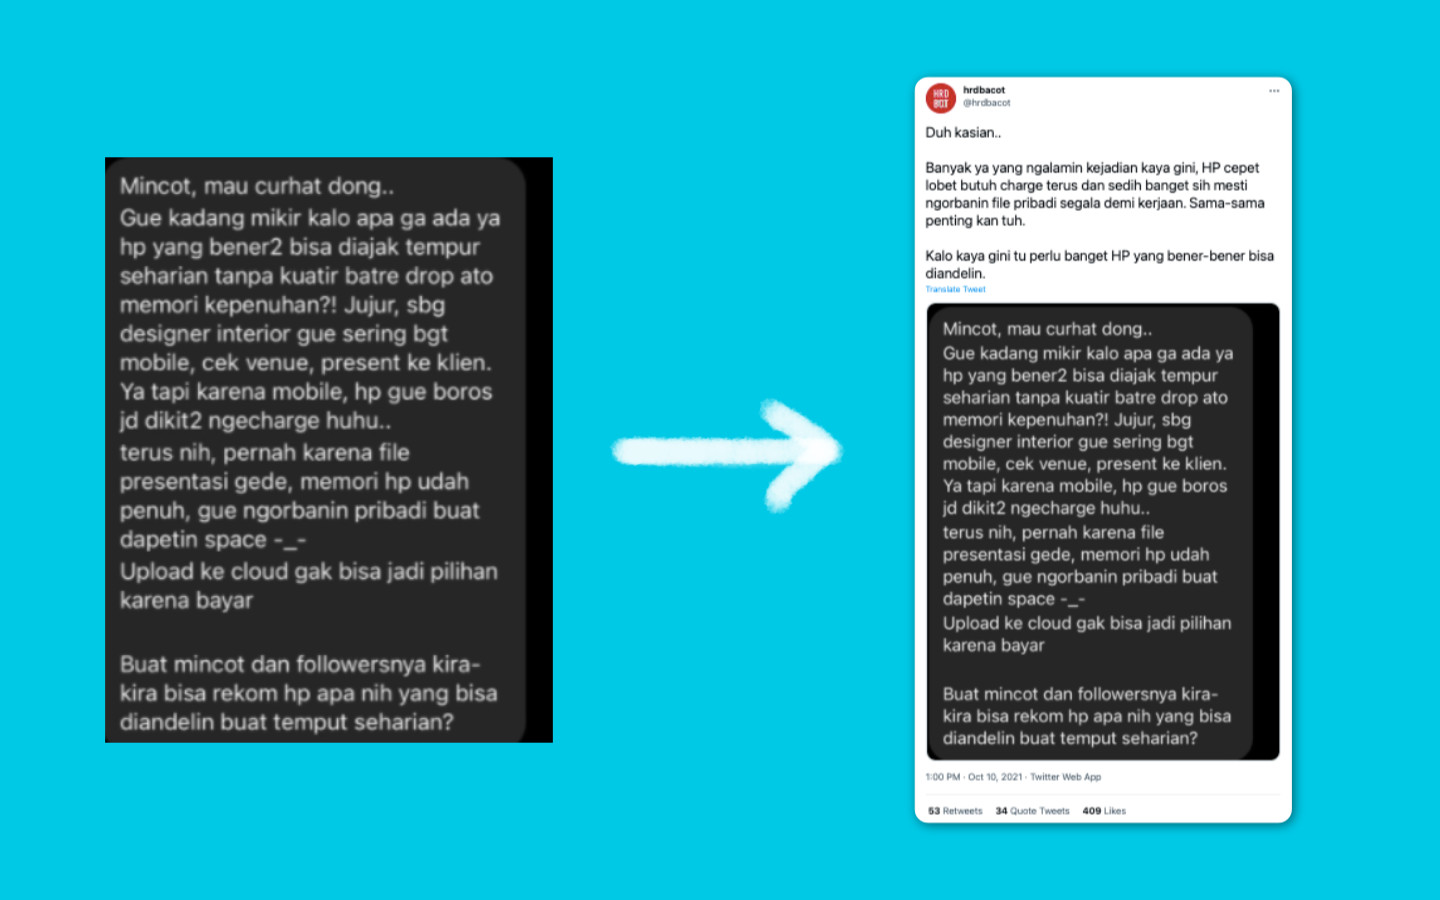 Mincot, mau curhat dong..
Gue kadang mikir kalo apa ga ada ya
hp yang bener2 bisa diajak tempur
seharian tanpa kuatir batre drop ato
memori kepenuhan?! Jujur, sbg
designer interior gue sering bgt
mobile, cek venue, present ke klien.
Ya tapi karena mobile, hp gue boros
jd dikit2 ngecharge huhu..
terus nih, pernah karena file
presentasi gede, memori hp udah
penuh, gue ngorbanin pribadi buat
dapetin space -_-
Upload ke cloud gak bisa jadi pilihan
karena bayar
Buat mincot dan followersnya kira-
kira bisa rekom hp apa nih yang bisa
diandelin buat temput seharian?
HRD
BCT
hrdbacot
@hrdbacot
Duh kasian..
Banyak ya yang ngalamin kejadian kaya gini, HP cepet
lobet butuh charge terus dan sedih banget sih mesti
ngorbanin file pribadi segala demi kerjaan. Sama-sama
penting kan tuh.
Kalo kaya gini tu perlu banget HP yang bener-bener bisa
diandelin.
Translate Tweet
Mincot, mau curhat dong..
Gue kadang mikir kalo apa ga ada ya
hp yang bener2 bisa diajak tempur
seharian tanpa kuatir batre drop ato
memori kepenuhan?! Jujur, sbg
designer interior gue sering bgt
mobile, cek venue, present ke klien.
Ya tapi karena mobile, hp gue boros
jd dikit2 ngecharge huhu..
terus nih, pernah karena file
presentasi gede, memori hp udah
penuh, gue ngorbanin pribadi buat
dapetin space -_-
Upload ke cloud gak bisa jadi pilihan
karena bayar
Buat mincot dan followersnya kira-
kira bisa rekom hp apa nih yang bisa
diandelin buat temput seharian?
1:00 PM · Oct 10, 2021 · Twitter Web App
53 Retweets 34 Quote Tweets 409 Likes